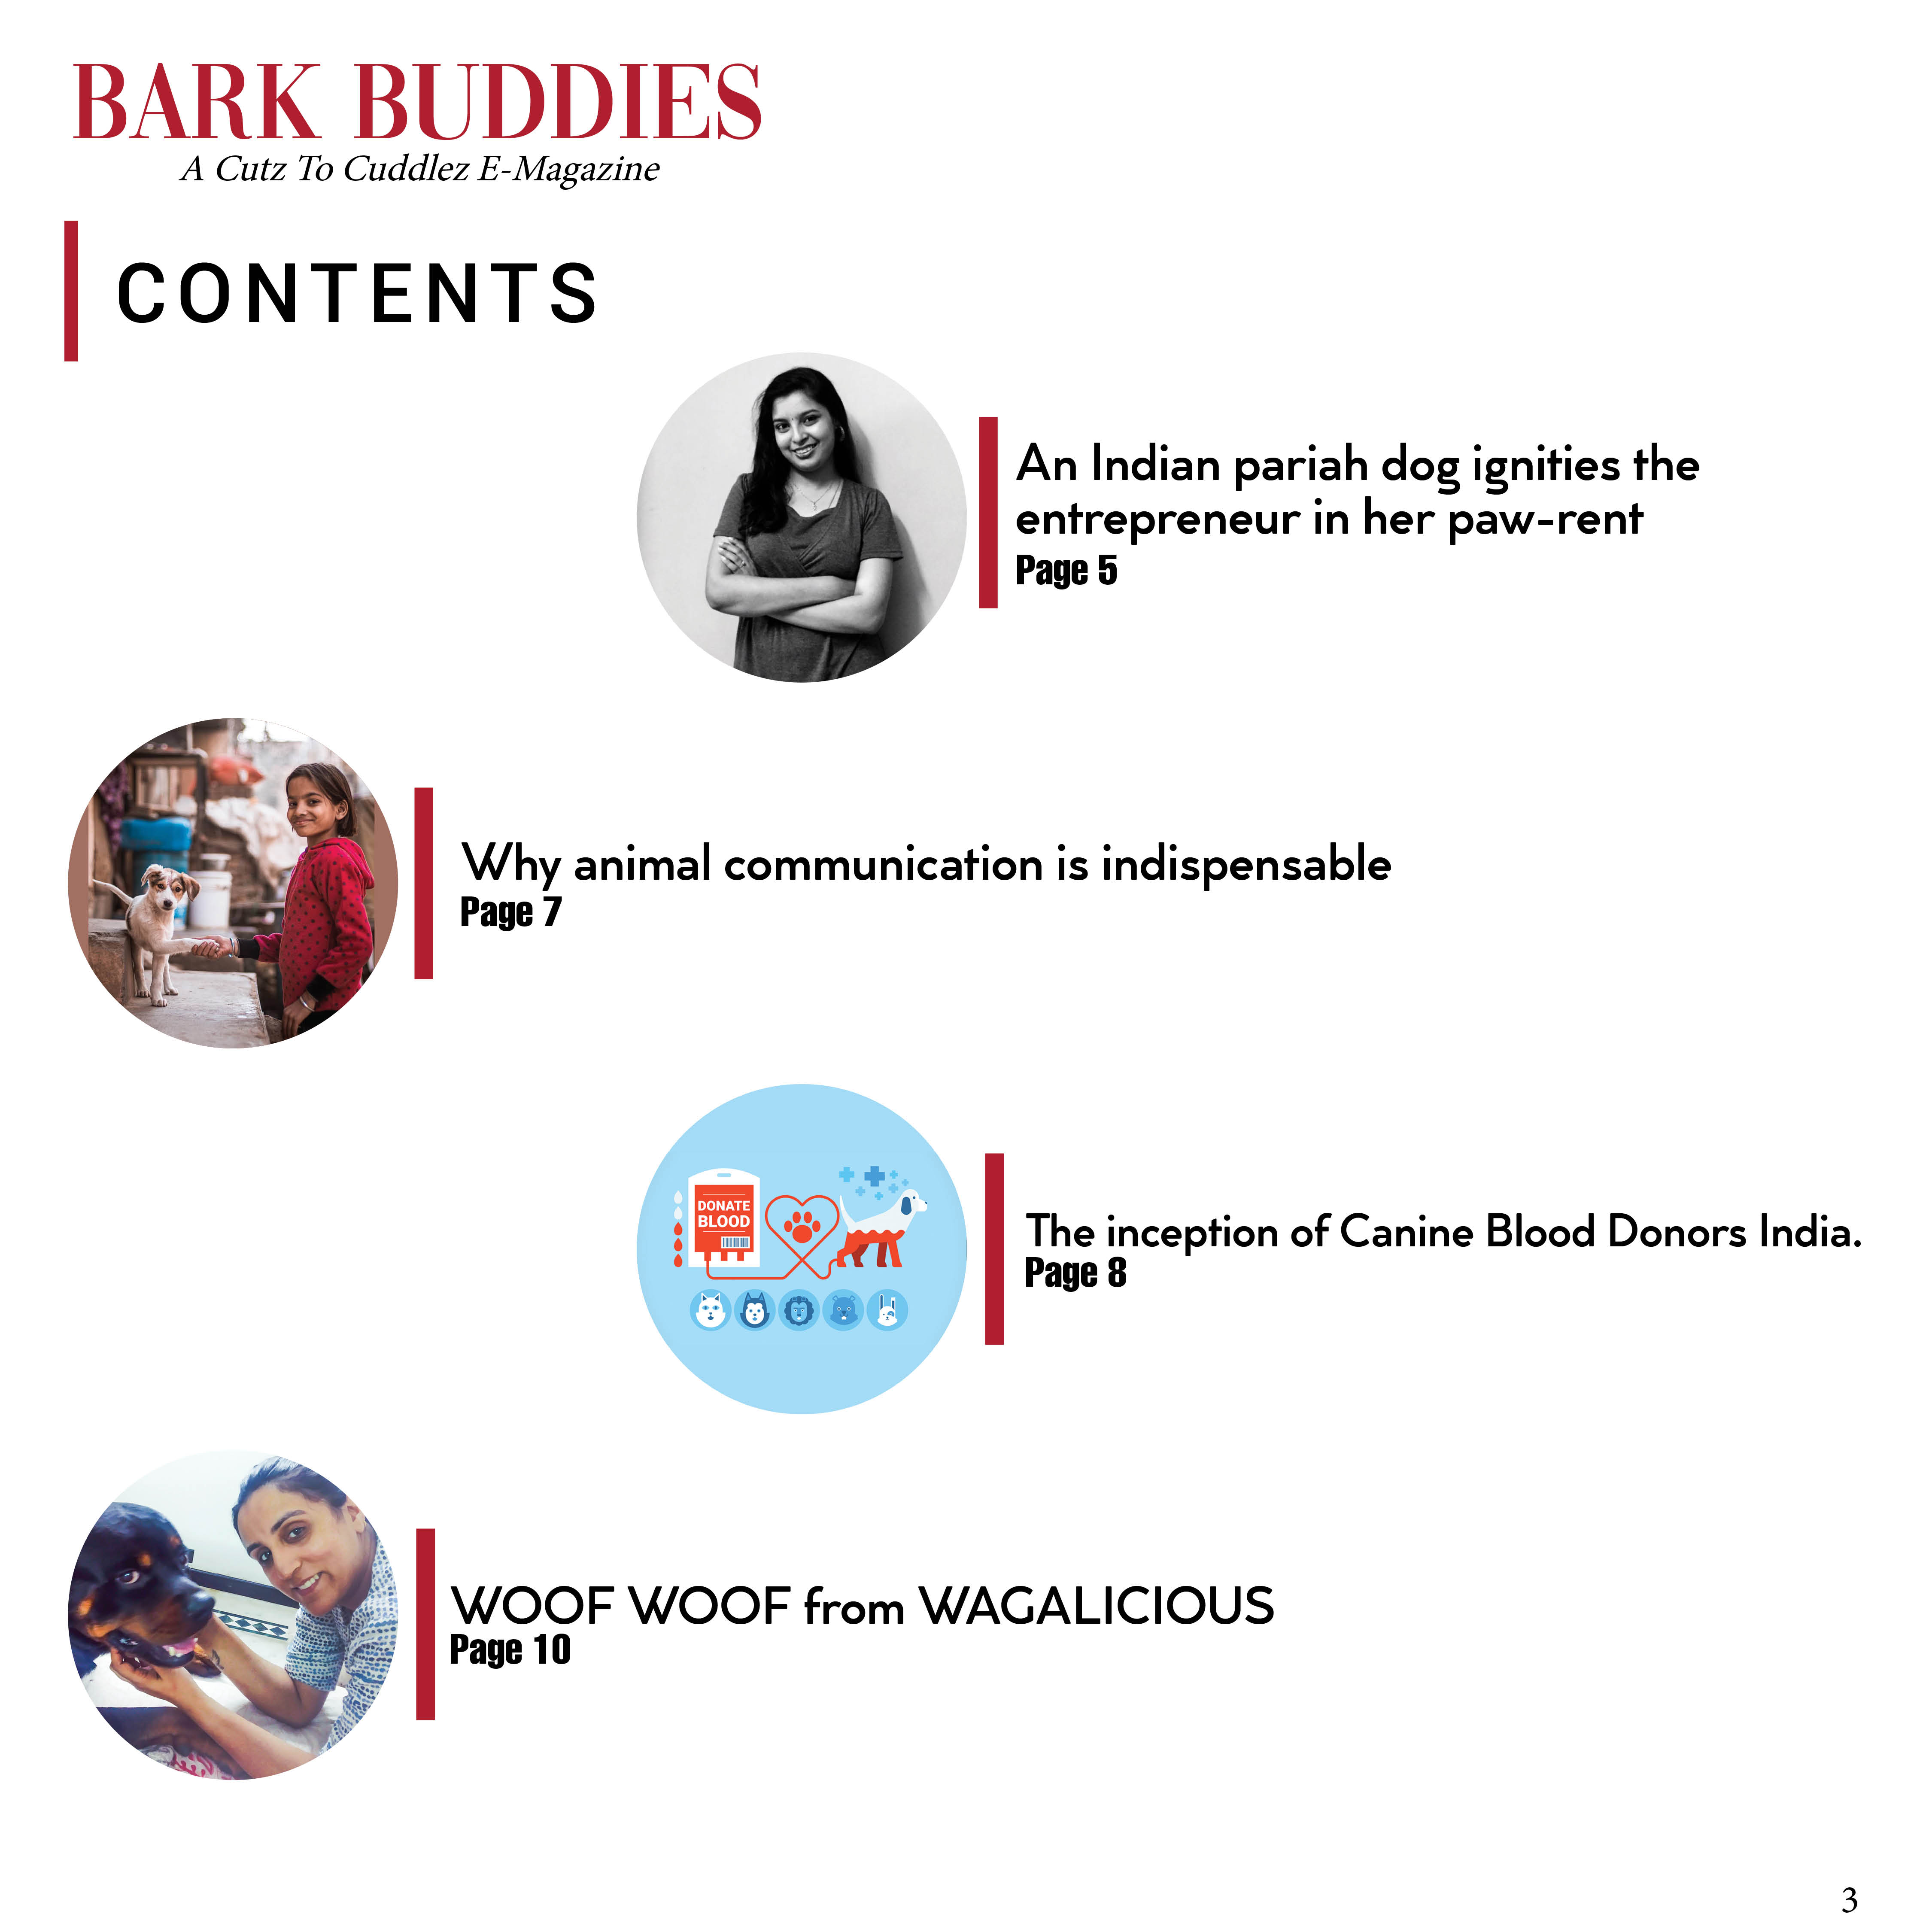 BARK BUDDIES
A Cutz To Cuddlez E-Magazine
CONTENTS
An Indian pariah dog ignities the
entrepreneur in her paw-rent
Page 5
Why animal communication is indispensable
Page 7
DONATE
BLOOD
The inception of Canine Blood Donors India.
Page 8
WOOF WOOF from WAGALICIOUS
Page 10
3